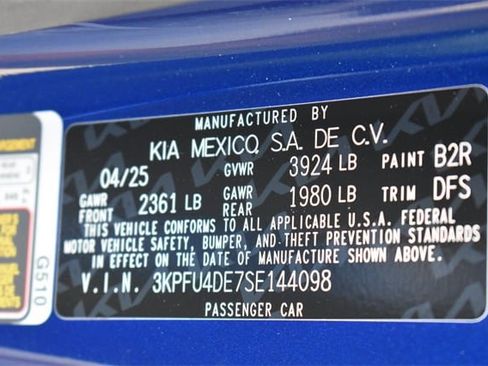 MANUFACTURED BY
KIA MEXICO, S.A. DE C.V.
04/25 GVWR 3924 LB PAINT B2R
GAWR FRONT 2361 LB GAWR REAR 1980 LB TRIM DFS
THIS VEHICLE CONFORMS TO ALL APPLICABLE U.S.A. FEDERAL
MOTOR VEHICLE SAFETY, BUMPER, AND THEFT PREVENTION STANDARDS
IN EFFECT ON THE DATE OF MANUFACTURE SHOWN ABOVE.
V.I.N. 3KPFU4DE7SE144098
PASSENGER CAR
G510